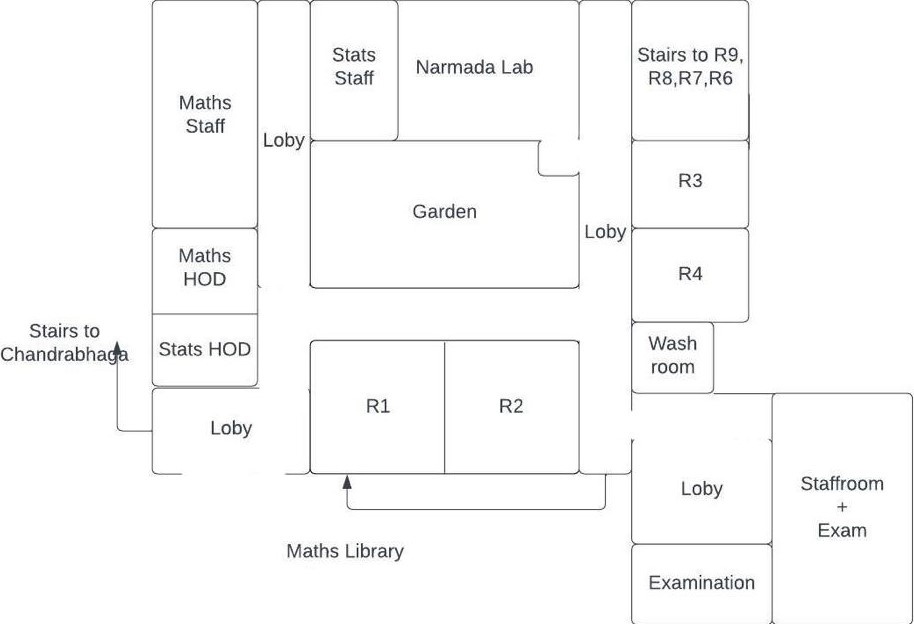 Stats
Staff
Narmada Lab
Stairs to R9,
R8,R7,R6
Maths
Staff
Loby
R3
Garden
Loby
Maths
HOD
R4
Stairs to
Chandrabhaga
Stats HOD
Wash
room
R1
R2
Loby
Loby
Staffroom
+
Exam
Maths Library
Examination